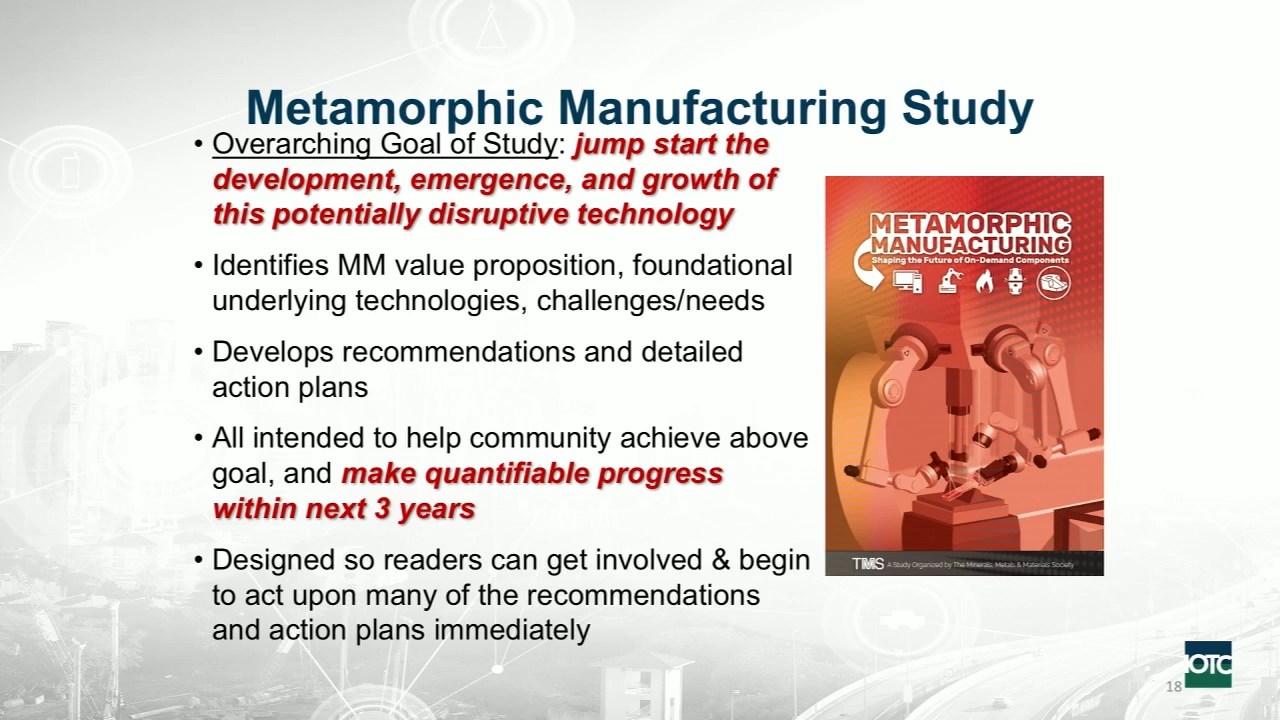 Metamorphic Manufacturing Study
• Overarching Goal of Study: jump start the
development, emergence, and growth of
this potentially disruptive technology
• Identifies MM value proposition, foundational
underlying technologies, challenges/needs
• Develops recommendations and detailed
action plans
• All intended to help community achieve above
goal, and make quantifiable progress
within next 3 years
• Designed so readers can get involved & begin
to act upon many of the recommendations
and action plans immediately
METAMORPHIC
MANUFACTURING
Shaping the Future of On-Demand Components
TMS A Study Organized by The Minerals, Metals & Materials Society
18
IOTC